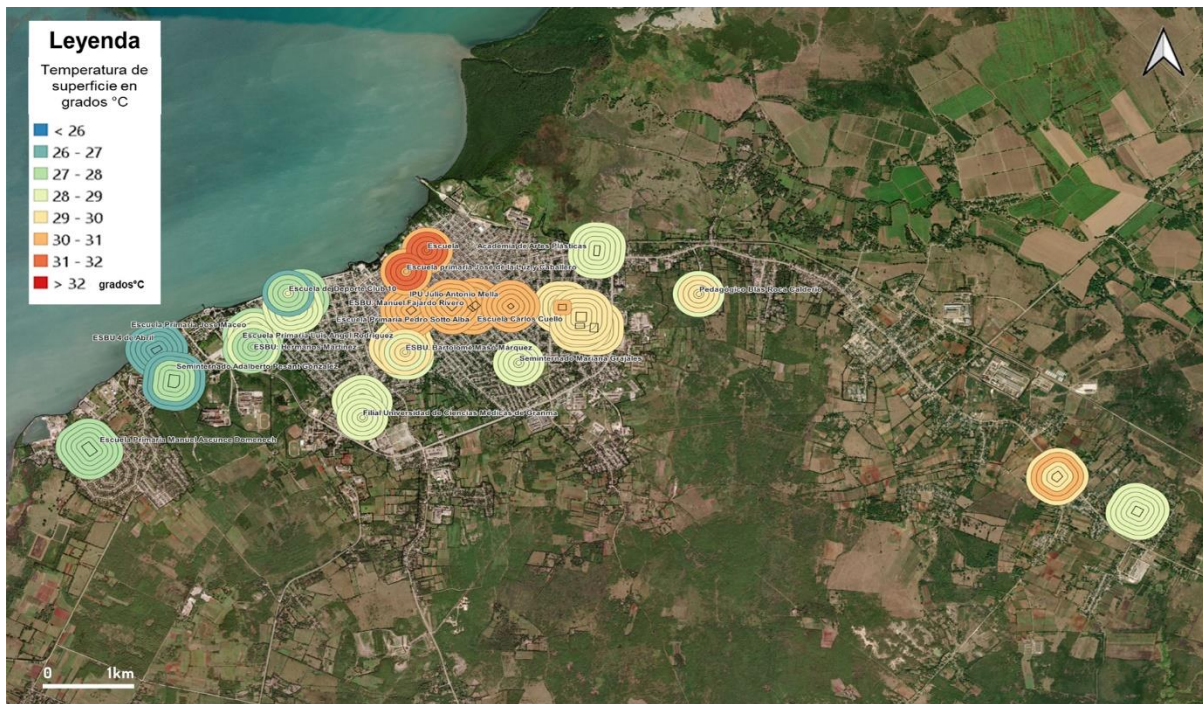 Leyenda
Temperatura de
superficie en
grados °C
< 26
26 - 27
27 - 28
28 - 29
29 - 30
30 - 31
31 - 32
> 32 grados°C
Escuela
Academia de Artes Plásticas
Escuela primaria José de la Luz y Caballero
Escuela de Deporte Club 10
IPU Julio Antonio Mella
Pedagógico Blas Roca Calderío
ESBU. Manuel Fajardo Rivero
Escuela Primaria Pedro Sotto Alba
Escuela Carlos Cuello
Escuela Primaria José Maceo
ESBU 4 de Abril
Escuela Primaria Luis Angel Rodríguez
ESBU. Hermanos Martínez
ESBU. Bartolomé Masó Márquez
Seminternado Mariana Grajales
Seminternado Adalberto Pesant González
Filial Universidad de Ciencias Médicas de Granma
Escuela Primaria Manuel Ascunce Domenech
0 1km